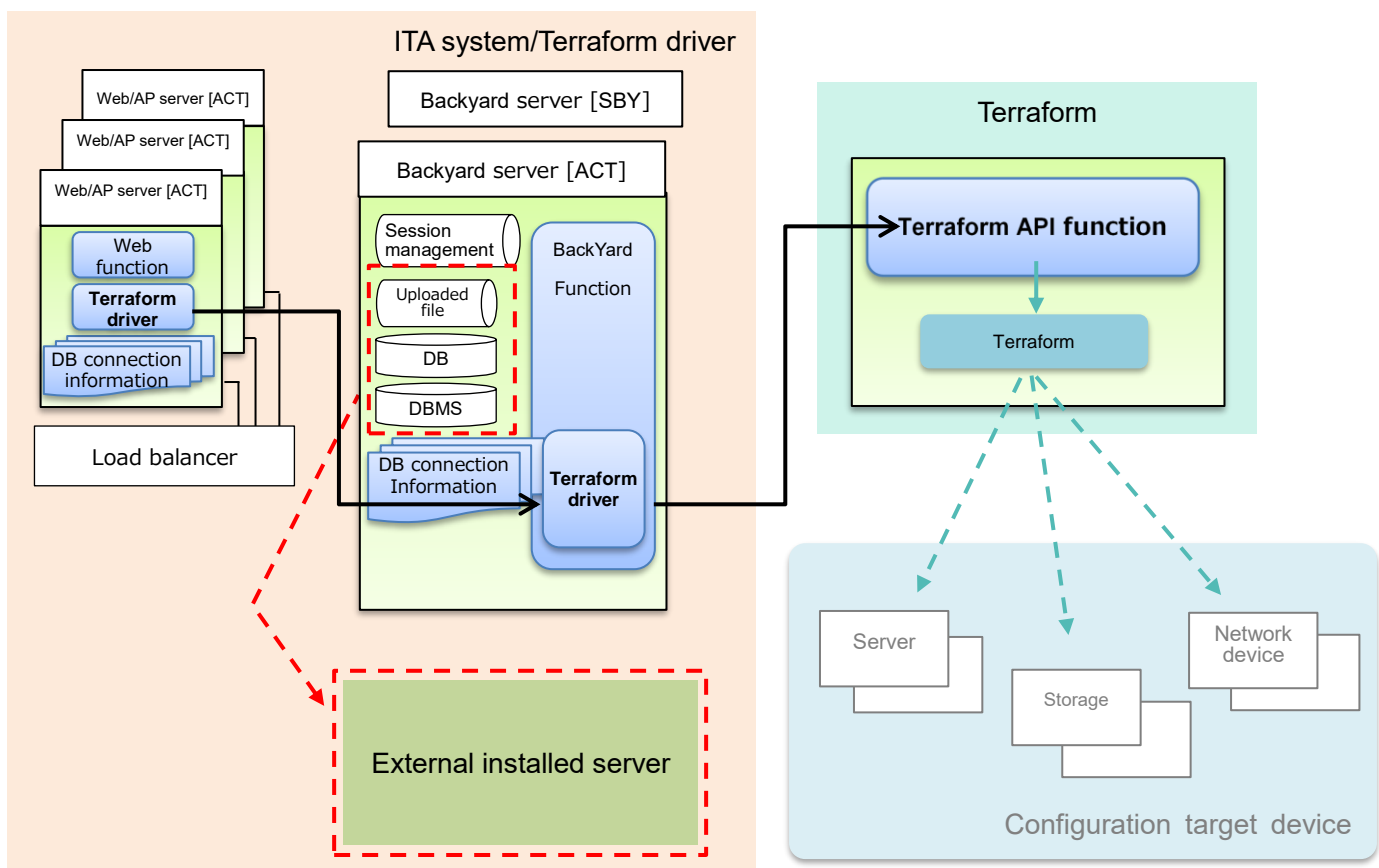 ITA system/Terraform driver
Web/AP server [ACT]
Web/AP server [ACT]
Web/AP server [ACT]
Web
function
Terraform
driver
DB connection
information
Load balancer
Backyard server [SBY]
Backyard server [ACT]
Session
management
Uploaded
file
DB
DBMS
DB connection
Information
BackYard
Function
Terraform
driver
External installed server
Terraform
Terraform API function
Terraform
Server
Storage
Network
device
Configuration target device